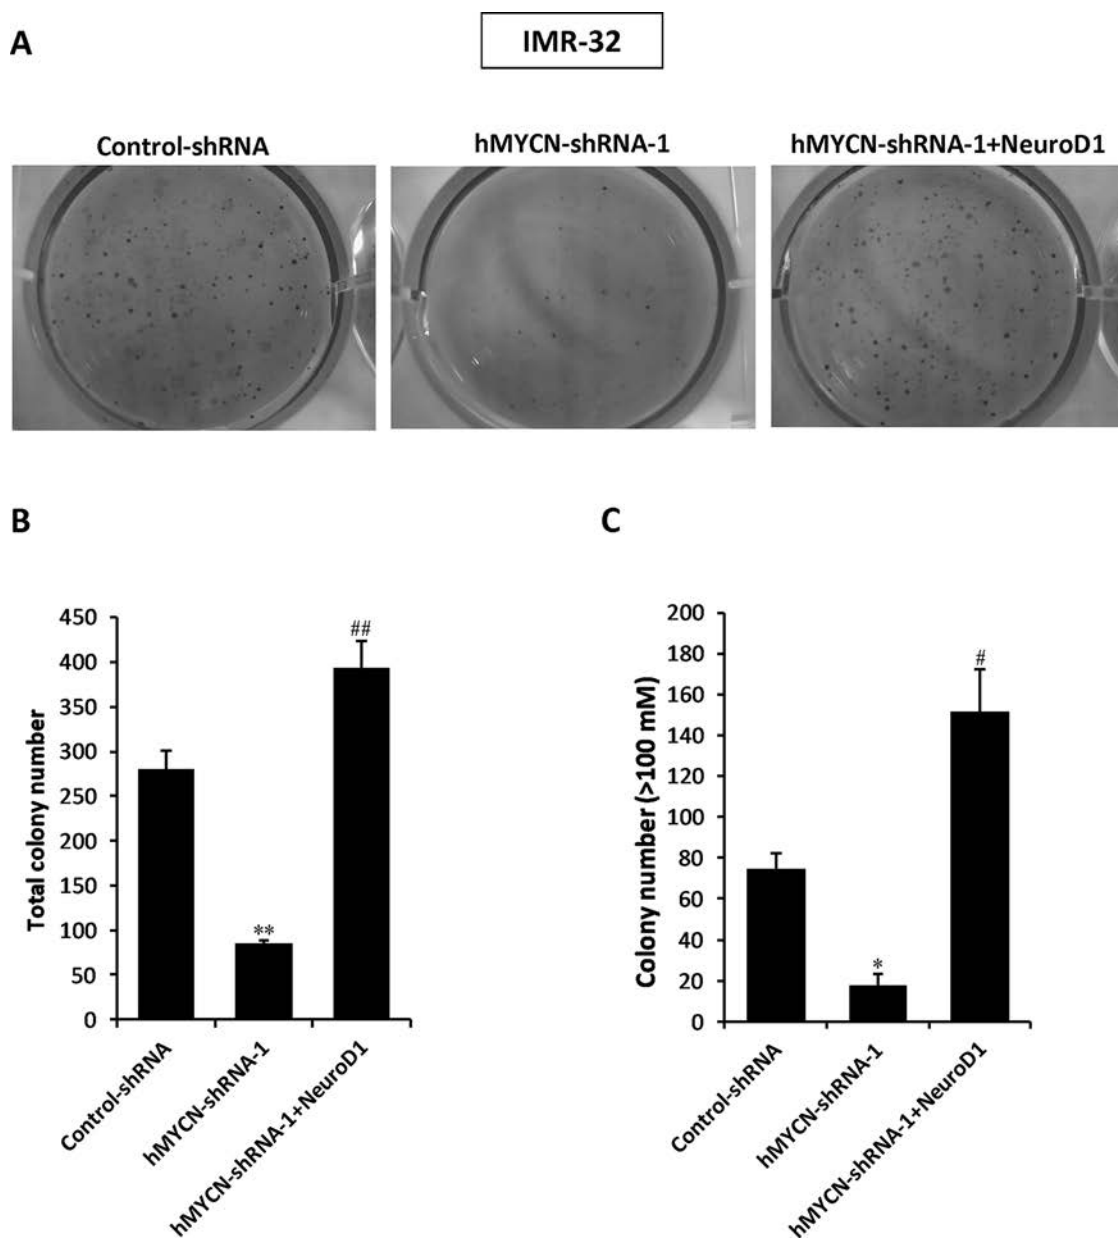 A
IMR-32
Control-shRNA
hMYCN-shRNA-1
hMYCN-shRNA-1+NeuroD1
B
Total colony number
450
400
350
300
250
200
150
100
50
0
**
##
Control-shRNA
hMYCN-shRNA-1
hMYCN-shRNA-1+NeuroD1
C
Colony number (>100 mM)
200
180
160
140
120
100
80
60
40
20
0
*
#
Control-shRNA
hMYCN-shRNA-1
hMYCN-shRNA-1+NeuroD1